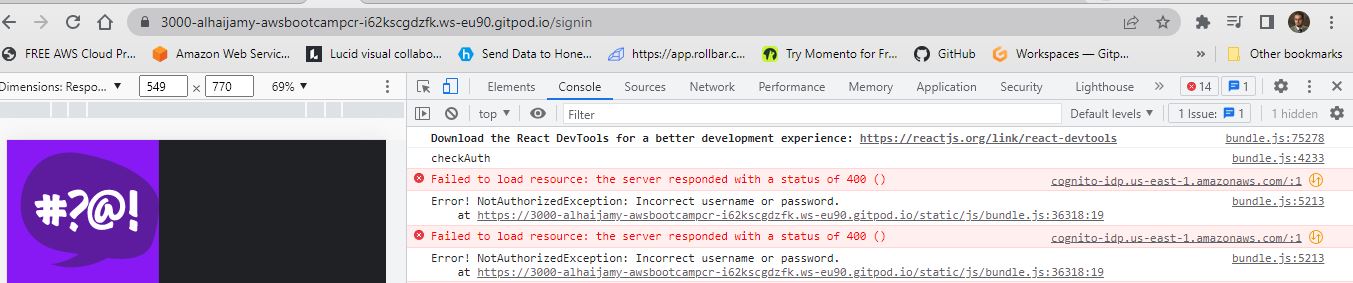 3000-alhaijamy-awsbootcampcr-i62kscgdzfk.ws-eu90.gitpod.io/signin
FREE AWS Cloud Pr... Amazon Web Servic... Lucid visual collabo... Send Data to Hone... https://app.rollbar.c... Try Momento for Fr... GitHub Workspaces — Gitp... » Other bookmarks
Dimensions: Respo... 549 × 770 69% Elements Console Sources Network Performance Memory Application Security Lighthouse » 14 1
top Filter Default levels 1 Issue: 1 1 hidden
Download the React DevTools for a better development experience: https://reactjs.org/link/react-devtools bundle.js:75278
checkAuth bundle.js:4233
Failed to load resource: the server responded with a status of 400 () cognito-idp.us-east-1.amazonaws.com/:1
Error! NotAuthorizedException: Incorrect username or password. bundle.js:5213
at https://3000-alhaijamy-awsbootcampcr-i62kscgdzfk.ws-eu90.gitpod.io/static/js/bundle.js:36318:19
Failed to load resource: the server responded with a status of 400 () cognito-idp.us-east-1.amazonaws.com/:1
Error! NotAuthorizedException: Incorrect username or password. bundle.js:5213
at https://3000-alhaijamy-awsbootcampcr-i62kscgdzfk.ws-eu90.gitpod.io/static/js/bundle.js:36318:19
#?@!